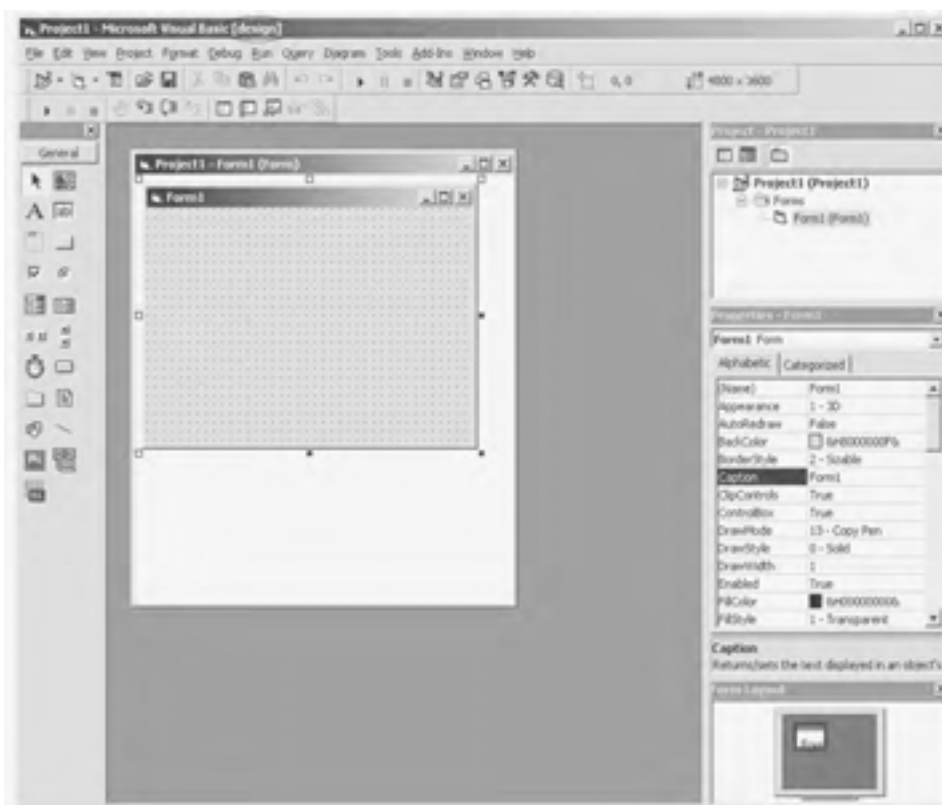 Project1 - Microsoft Visual Basic [design]
File Edit View Project Format Debug Run Query Diagram Tools Add-Ins Window Help
0, 0 4800 x 3600
General
A ab|
Project1 - Form1 (Form)
Form1
Project - Project1
Project1 (Project1)
Forms
Form1 (Form1)
Properties - Form1
Form1 Form
Alphabetic Categorized
(Name) Form1
Appearance 1 - 3D
AutoRedraw False
BackColor &H8000000F&
BorderStyle 2 - Sizable
Caption Form1
ClipControls True
ControlBox True
DrawMode 13 - Copy Pen
DrawStyle 0 - Solid
DrawWidth 1
Enabled True
FillColor &H00000000&
FillStyle 1 - Transparent
Caption
Returns/sets the text displayed in an object's
Form Layout